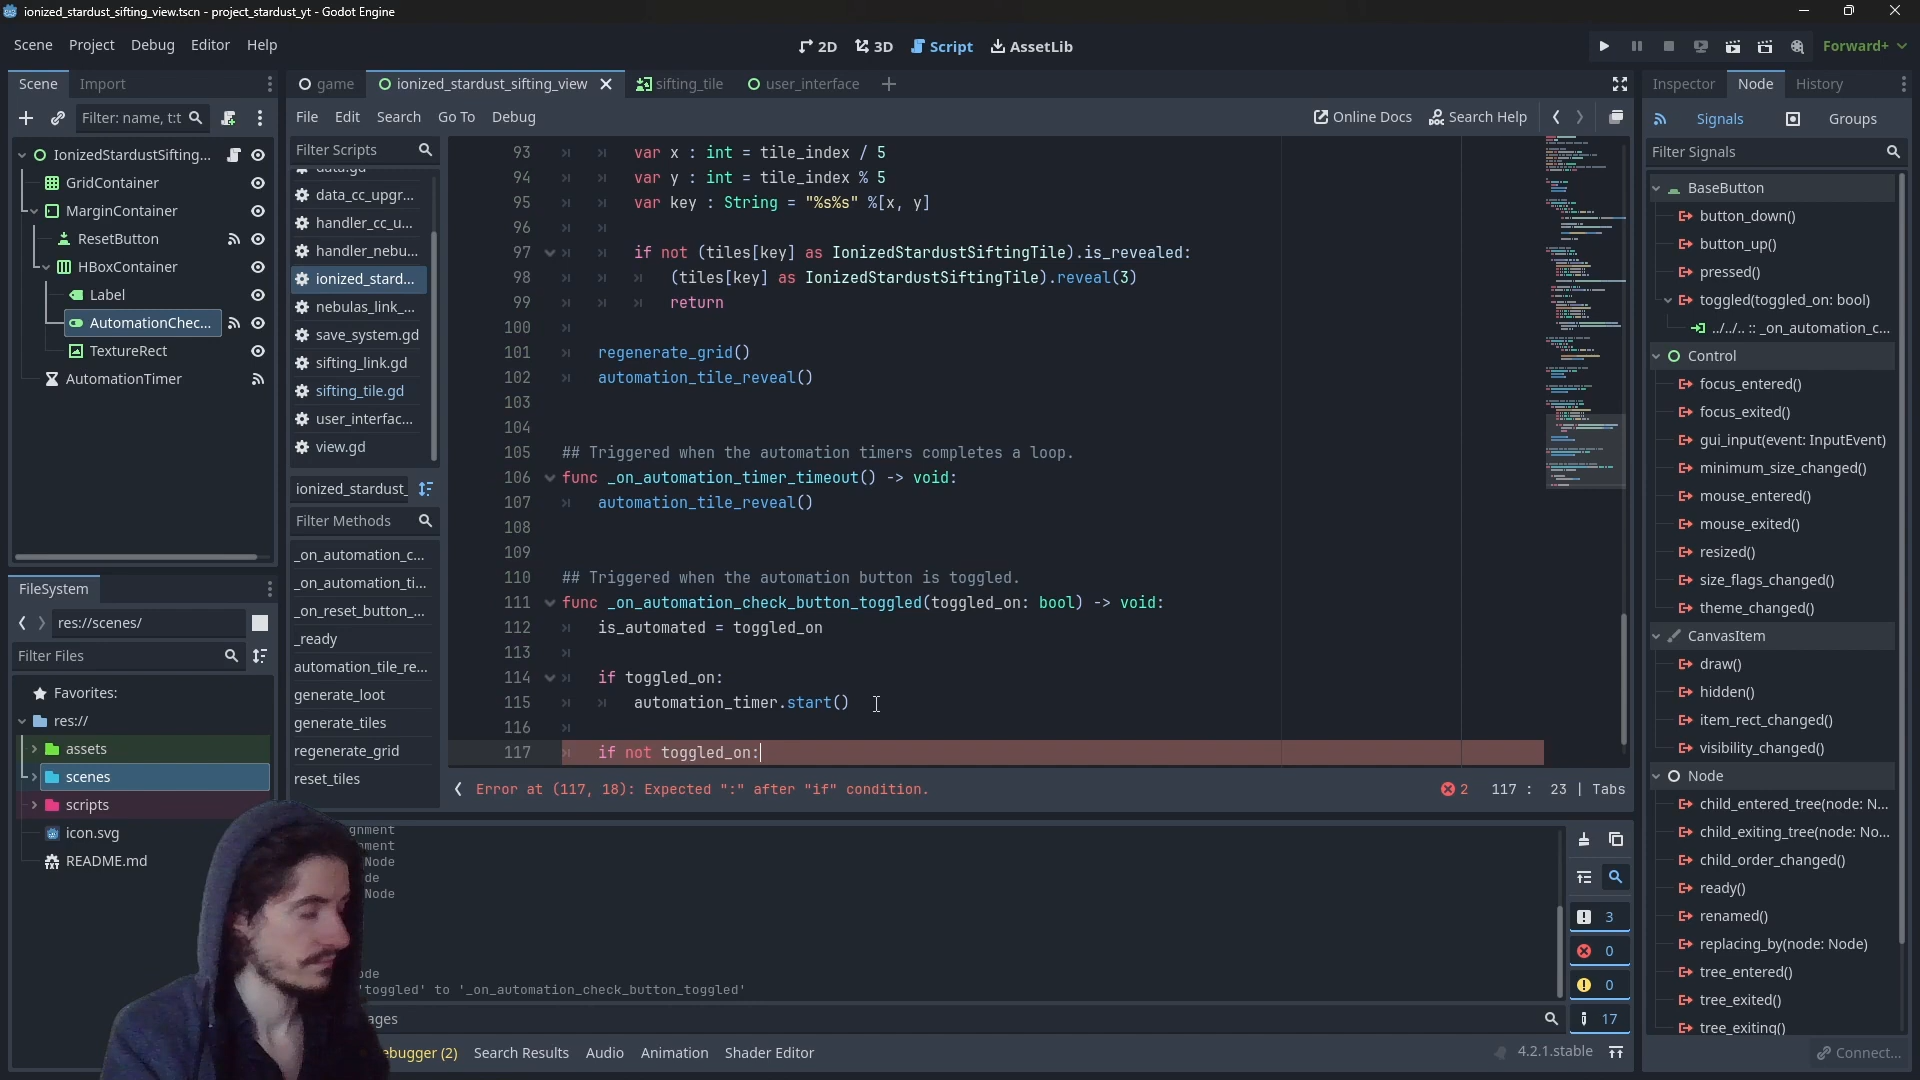 ionized_stardust_sifting_view.tscn - project_stardust_yt - Godot Engine
Scene Project Debug Editor Help
2D 3D Script AssetLib
Forward+
Scene Import
game ionized_stardust_sifting_view sifting_tile user_interface
Inspector Node History
Filter: name, t:t
File Edit Search Go To Debug
Online Docs Search Help
Signals Groups
Filter Scripts
Filter Signals
IonizedStardustSifting...
GridContainer
MarginContainer
ResetButton
HBoxContainer
Label
AutomationChec...
TextureRect
AutomationTimer
data_cc_upgr...
handler_cc_u...
handler_nebu...
ionized_stard...
nebulas_link_...
save_system.gd
sifting_link.gd
sifting_tile.gd
user_interfac...
view.gd
ionized_stardust_
Filter Methods
_on_automation_c...
_on_automation_ti...
_on_reset_button_...
_ready
automation_tile_re...
generate_loot
generate_tiles
regenerate_grid
reset_tiles
93 var x : int = tile_index / 5
94 var y : int = tile_index % 5
95 var key : String = "%s%s" %[x, y]
96
97 if not (tiles[key] as IonizedStardustSiftingTile).is_revealed:
98 (tiles[key] as IonizedStardustSiftingTile).reveal(3)
99 return
100
101 regenerate_grid()
102 automation_tile_reveal()
103
104
105 ## Triggered when the automation timers completes a loop.
106 func _on_automation_timer_timeout() -> void:
107 automation_tile_reveal()
108
109
110 ## Triggered when the automation button is toggled.
111 func _on_automation_check_button_toggled(toggled_on: bool) -> void:
112 is_automated = toggled_on
113
114 if toggled_on:
115 automation_timer.start()
116
117 if not toggled_on:
Error at (117, 18): Expected ":" after "if" condition.
2 117 : 23 | Tabs
BaseButton
button_down()
button_up()
pressed()
toggled(toggled_on: bool)
../../.. :: _on_automation_c...
Control
focus_entered()
focus_exited()
gui_input(event: InputEvent)
minimum_size_changed()
mouse_entered()
mouse_exited()
resized()
size_flags_changed()
theme_changed()
CanvasItem
draw()
hidden()
item_rect_changed()
visibility_changed()
Node
child_entered_tree(node: N...
child_exiting_tree(node: No...
child_order_changed()
ready()
renamed()
replacing_by(node: Node)
tree_entered()
tree_exited()
tree_exiting()
Connect...
FileSystem
res://scenes/
Filter Files
Favorites:
res://
assets
scenes
scripts
icon.svg
README.md
gnment
ment
Node
de
Node
ode
'toggled' to '_on_automation_check_button_toggled'
ages
3
0
0
17
ebugger (2) Search Results Audio Animation Shader Editor
4.2.1.stable